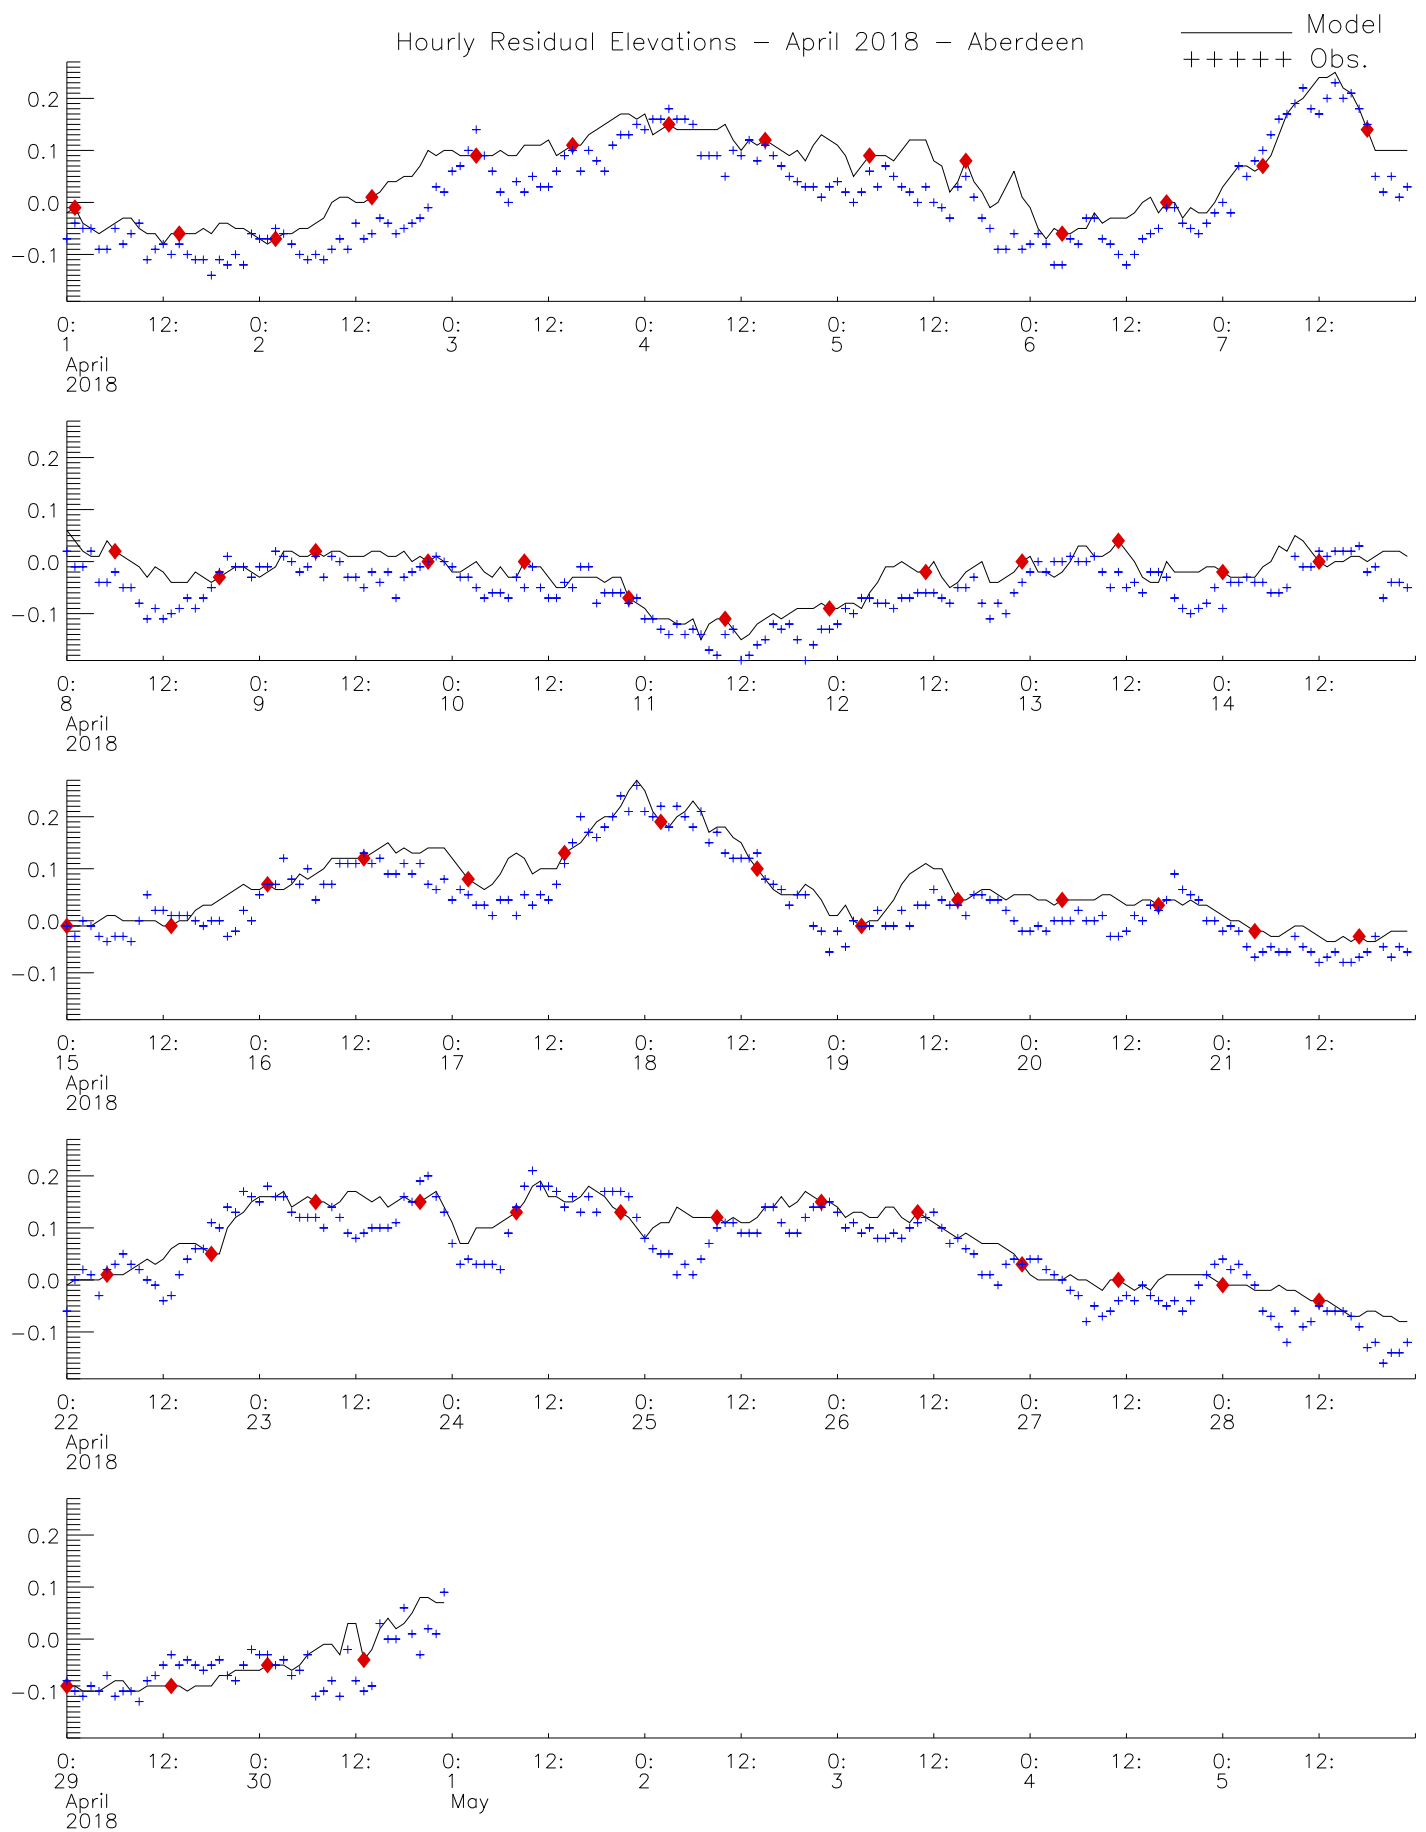 Hourly Residual Elevations – April 2018 – Aberdeen
Model
+++++ Obs.
0.2
0.1
0.0
−0.1
0: 12: 0: 12: 0: 12: 0: 12: 0: 12: 0: 12: 0: 12:
1 2 3 4 5 6 7
April
2018
0.2
0.1
0.0
−0.1
0: 12: 0: 12: 0: 12: 0: 12: 0: 12: 0: 12: 0: 12:
8 9 10 11 12 13 14
April
2018
0.2
0.1
0.0
−0.1
0: 12: 0: 12: 0: 12: 0: 12: 0: 12: 0: 12: 0: 12:
15 16 17 18 19 20 21
April
2018
0.2
0.1
0.0
−0.1
0: 12: 0: 12: 0: 12: 0: 12: 0: 12: 0: 12: 0: 12:
22 23 24 25 26 27 28
April
2018
0.2
0.1
0.0
−0.1
0: 12: 0: 12: 0: 12: 0: 12: 0: 12: 0: 12: 0: 12:
29 30 1 2 3 4 5
April May
2018